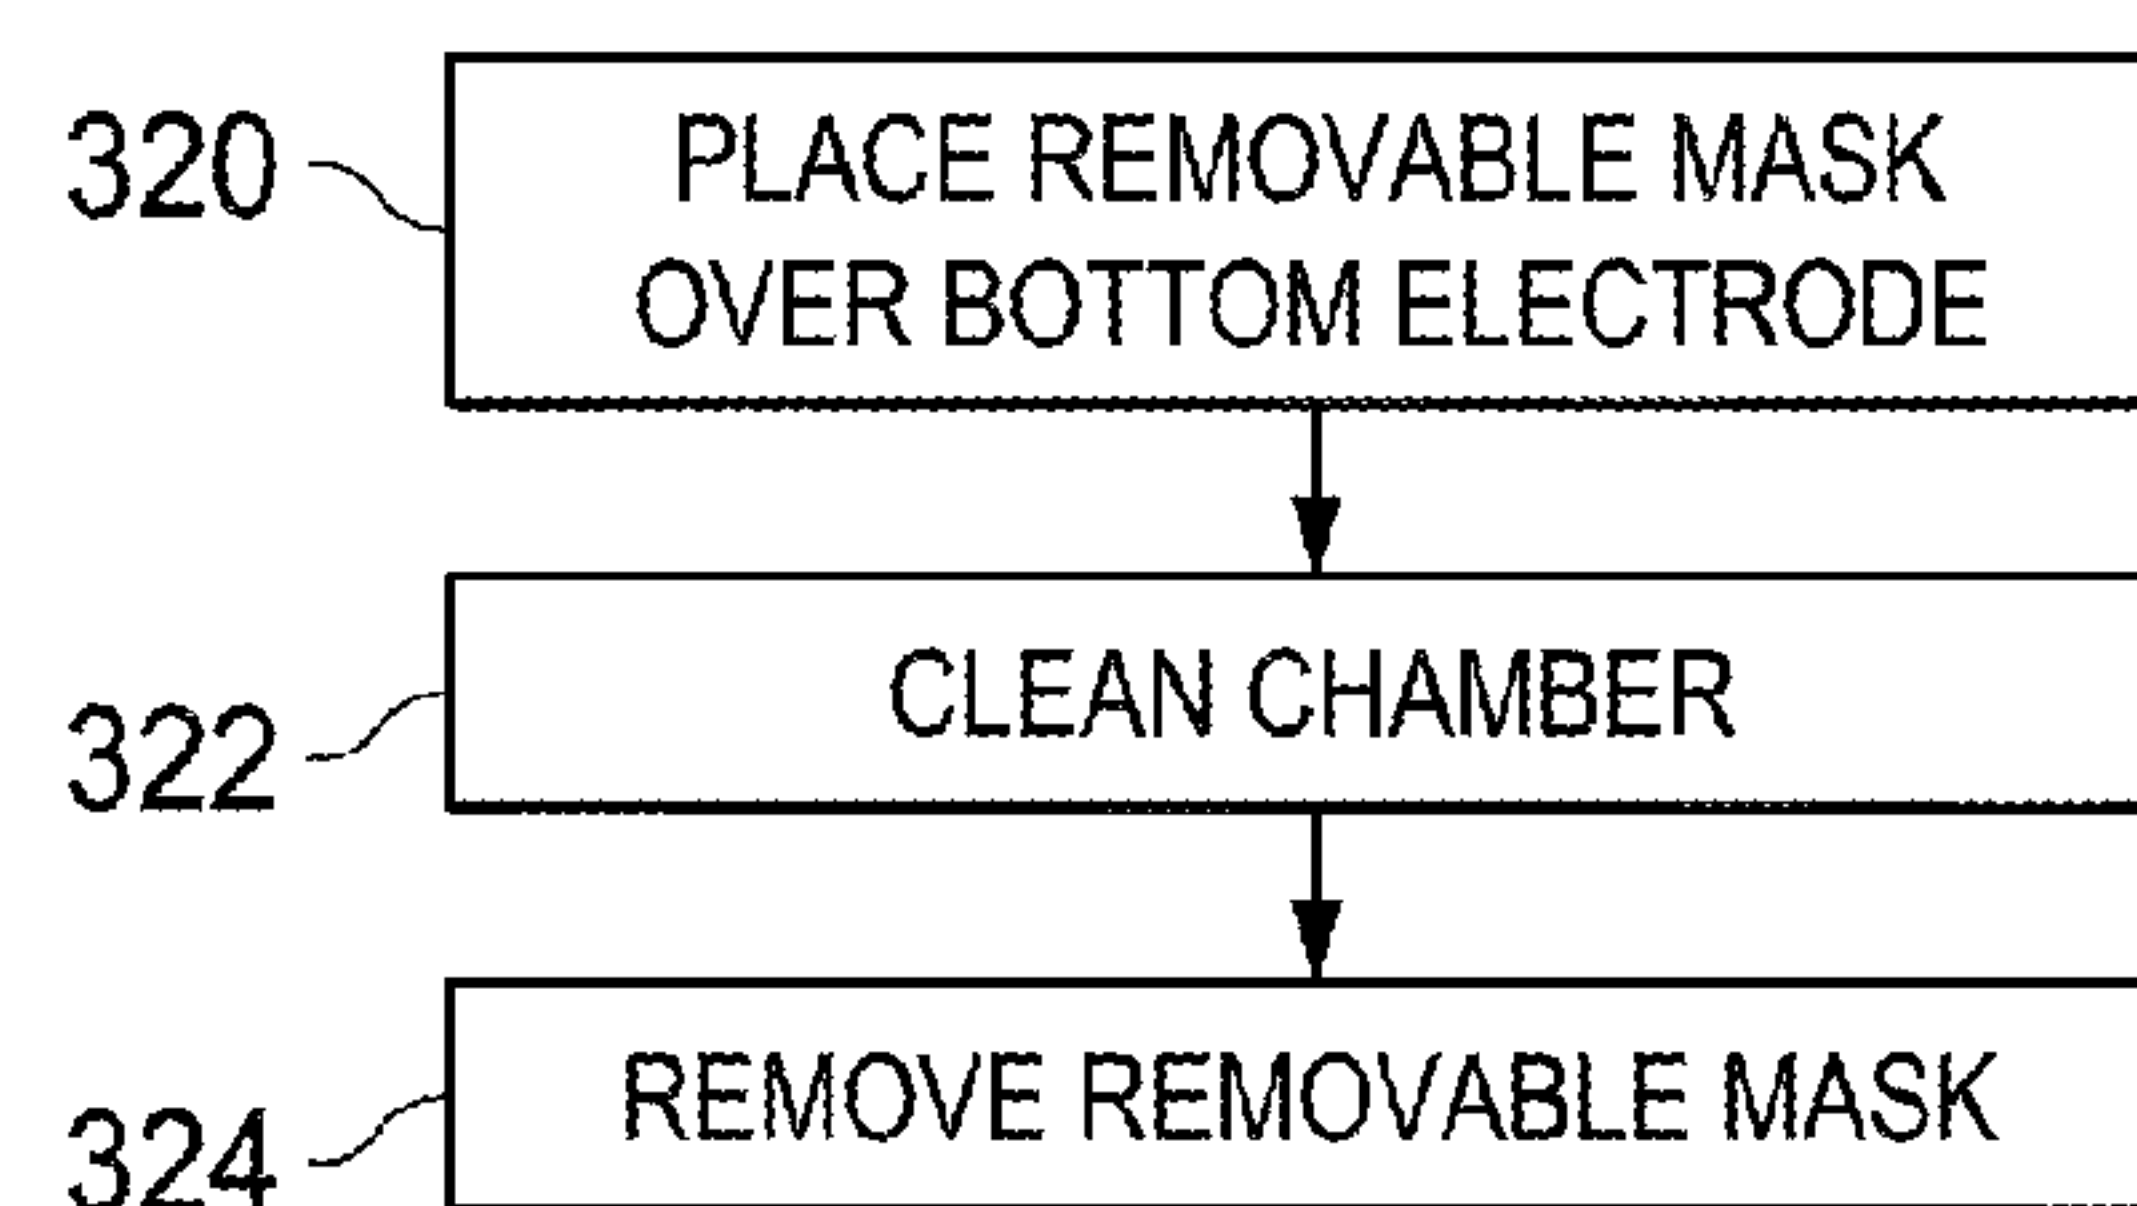 320
PLACE REMOVABLE MASK
OVER BOTTOM ELECTRODE
322
CLEAN CHAMBER
324
REMOVE REMOVABLE MASK